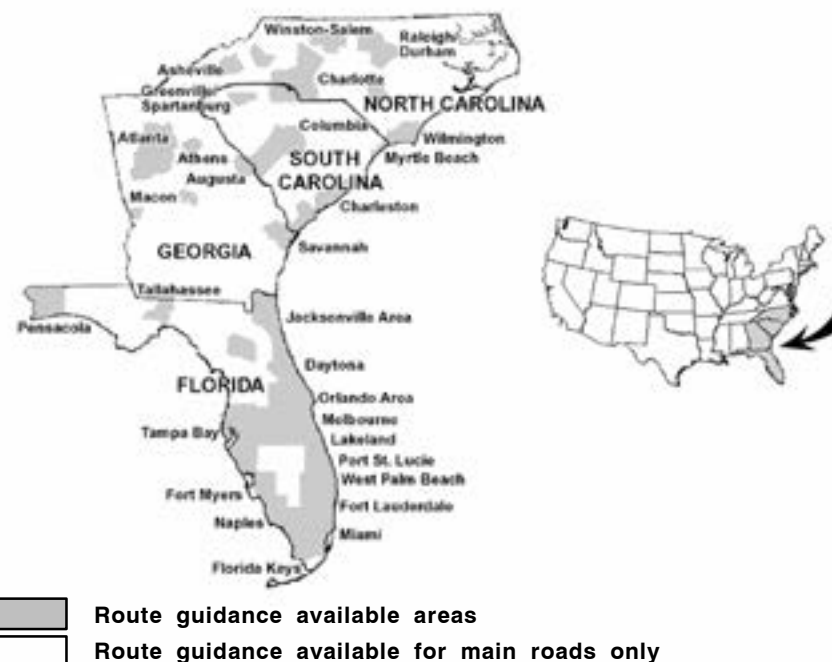 Winston-Salem
Raleigh/
Durham
Asheville
Charlotte
Greenville/
Spartanburg
NORTH CAROLINA
Columbia
Wilmington
Atlanta
Athens
SOUTH
CAROLINA
Myrtle Beach
Augusta
Macon
Charleston
GEORGIA
Savannah
Tallahassee
Pensacola
Jacksonville Area
Daytona
FLORIDA
Orlando Area
Melbourne
Tampa Bay
Lakeland
Port St. Lucie
West Palm Beach
Fort Myers
Fort Lauderdale
Naples
Miami
Florida Keys
Route guidance available areas
Route guidance available for main roads only